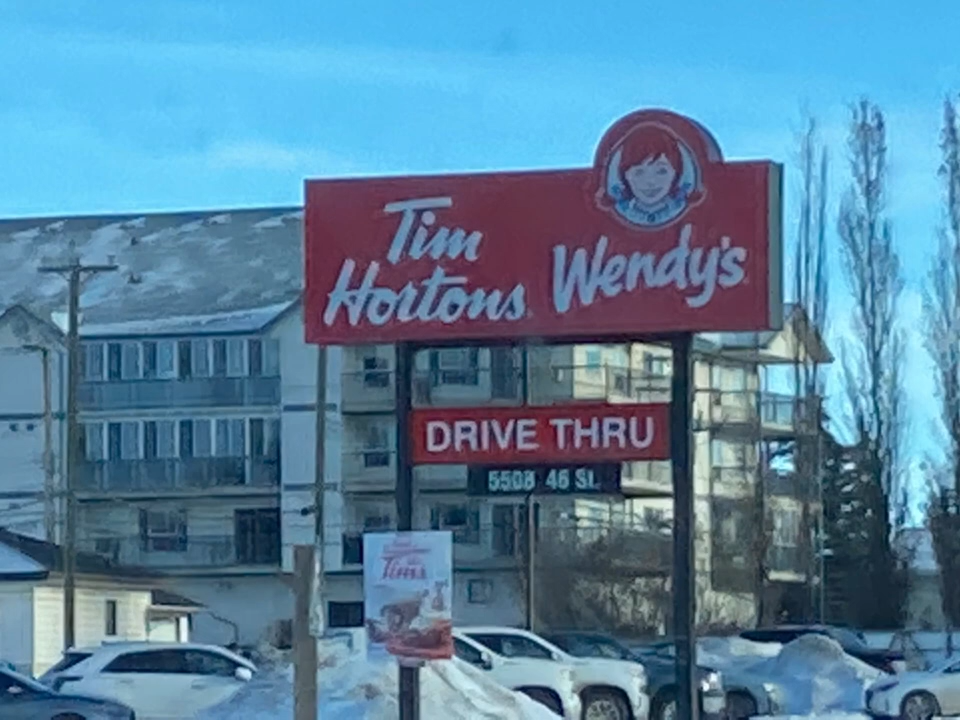 Tim
Hortons
Wendy's
DRIVE THRU
5508 46 St.
Tims